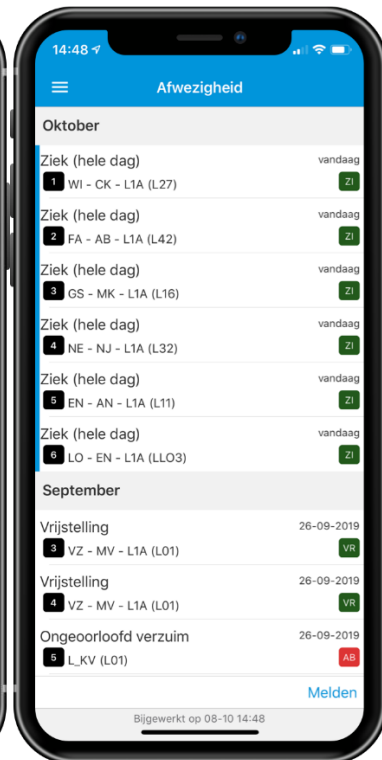 14:48
Afwezigheid
Oktober
Ziek (hele dag) vandaag
1 WI - CK - L1A (L27) ZI
Ziek (hele dag) vandaag
2 FA - AB - L1A (L42) ZI
Ziek (hele dag) vandaag
3 GS - MK - L1A (L16) ZI
Ziek (hele dag) vandaag
4 NE - NJ - L1A (L32) ZI
Ziek (hele dag) vandaag
5 EN - AN - L1A (L11) ZI
Ziek (hele dag) vandaag
6 LO - EN - L1A (LLO3) ZI
September
Vrijstelling 26-09-2019
3 VZ - MV - L1A (L01) VR
Vrijstelling 26-09-2019
4 VZ - MV - L1A (L01) VR
Ongeoorloofd verzuim 26-09-2019
5 L_KV (L01) AB
Melden
Bijgewerkt op 08-10 14:48